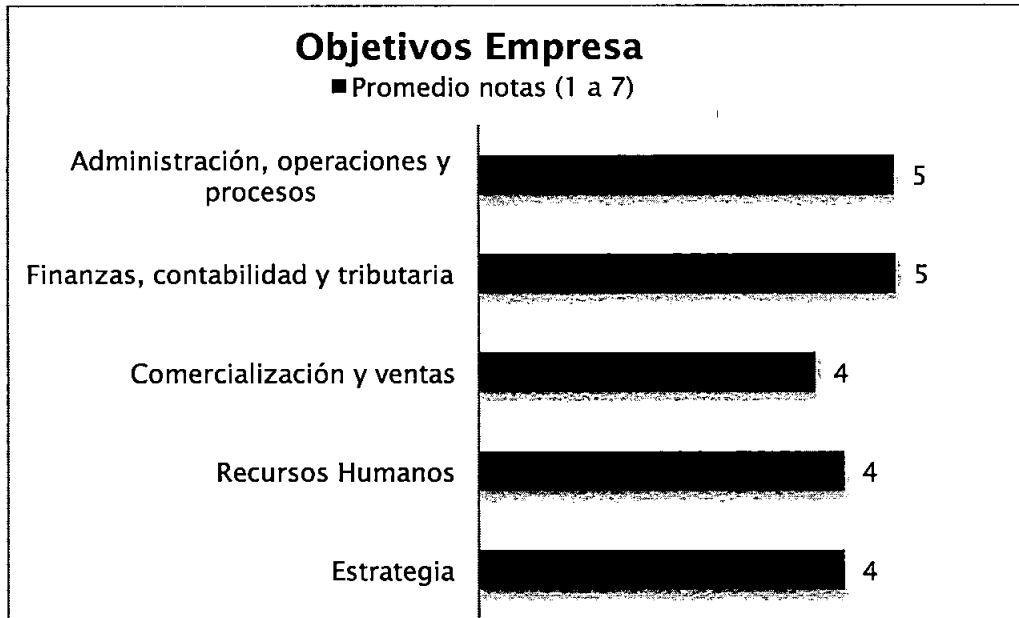 Objetivos Empresa
■ Promedio notas (1 a 7)
Administración, operaciones y
procesos
5
Finanzas, contabilidad y tributaria
5
Comercialización y ventas
4
Recursos Humanos
4
Estrategia
4